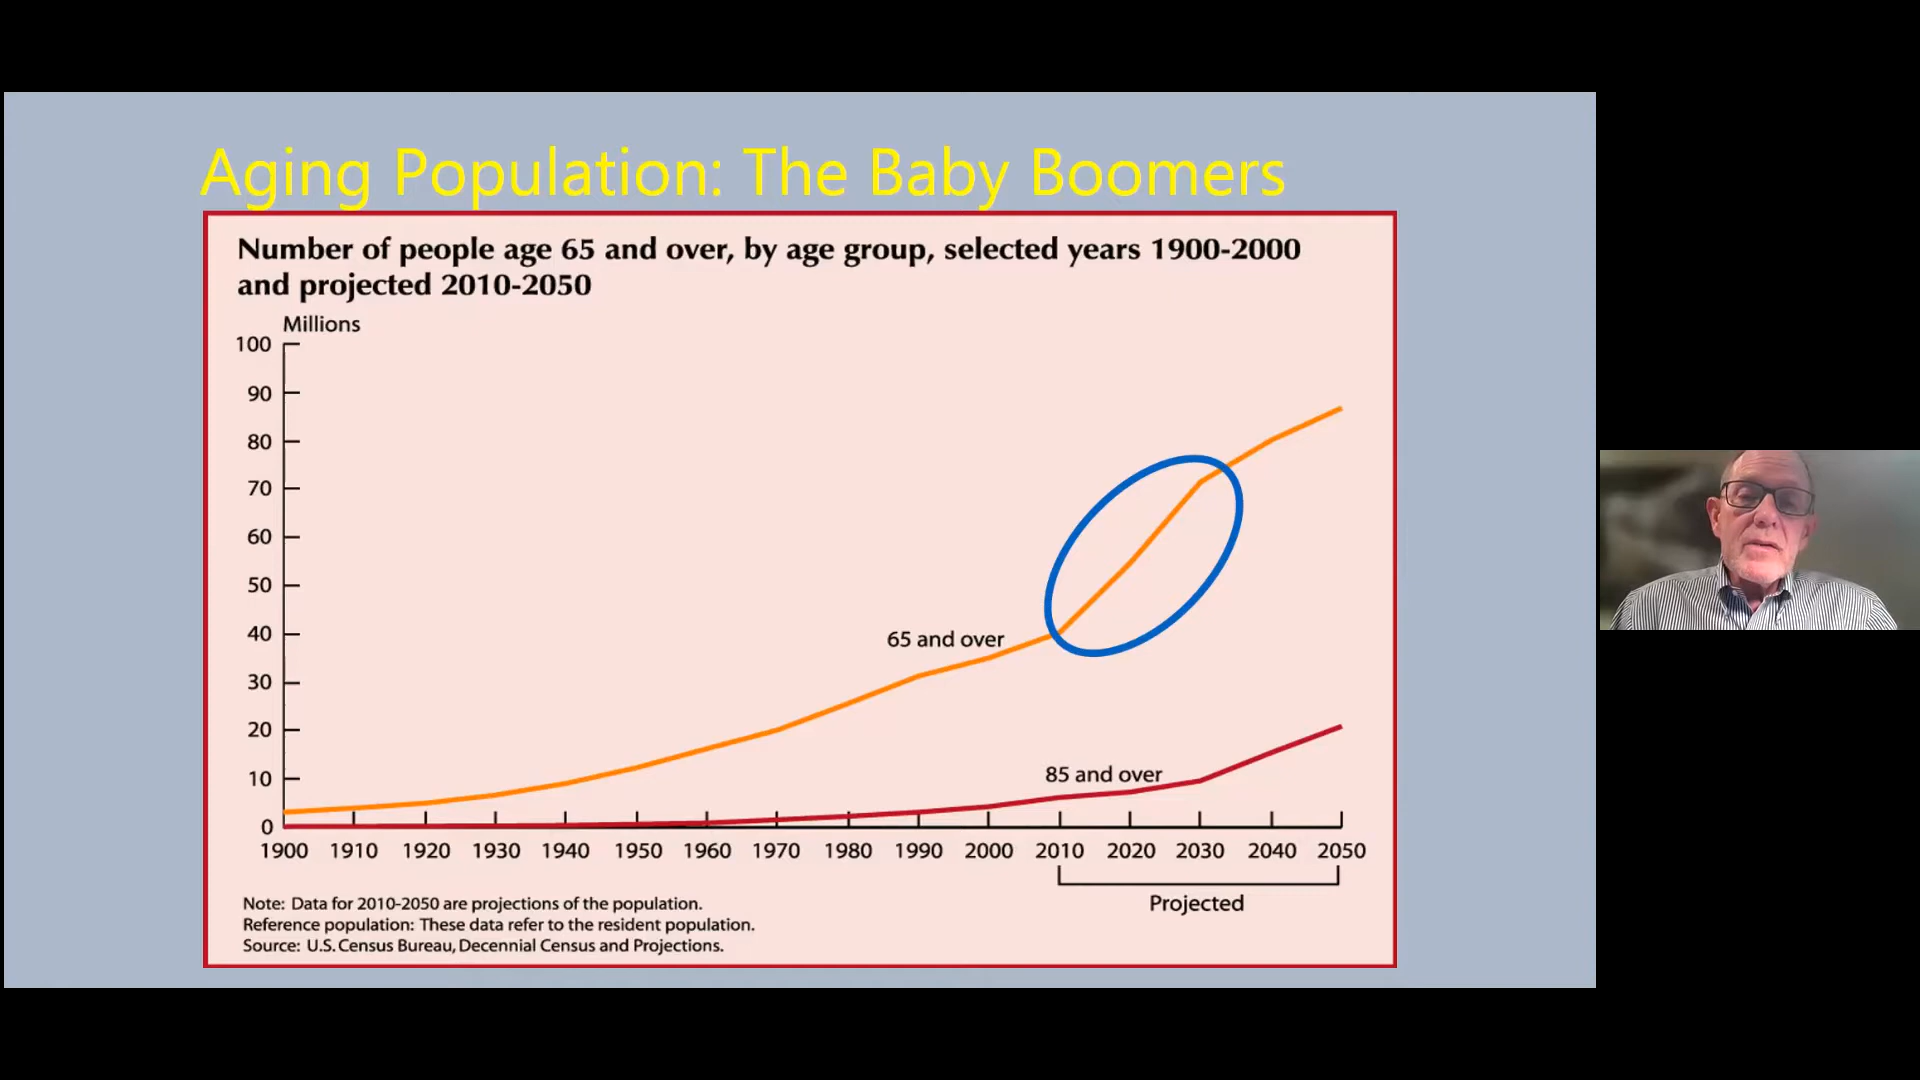 Aging Population: The Baby Boomers
Number of people age 65 and over, by age group, selected years 1900-2000
and projected 2010-2050
Millions
100
90
80
70
60
50
40
30
20
10
0
65 and over
85 and over
1900 1910 1920 1930 1940 1950 1960 1970 1980 1990 2000 2010 2020 2030 2040 2050
Projected
Note: Data for 2010-2050 are projections of the population.
Reference population: These data refer to the resident population.
Source: U.S. Census Bureau, Decennial Census and Projections.